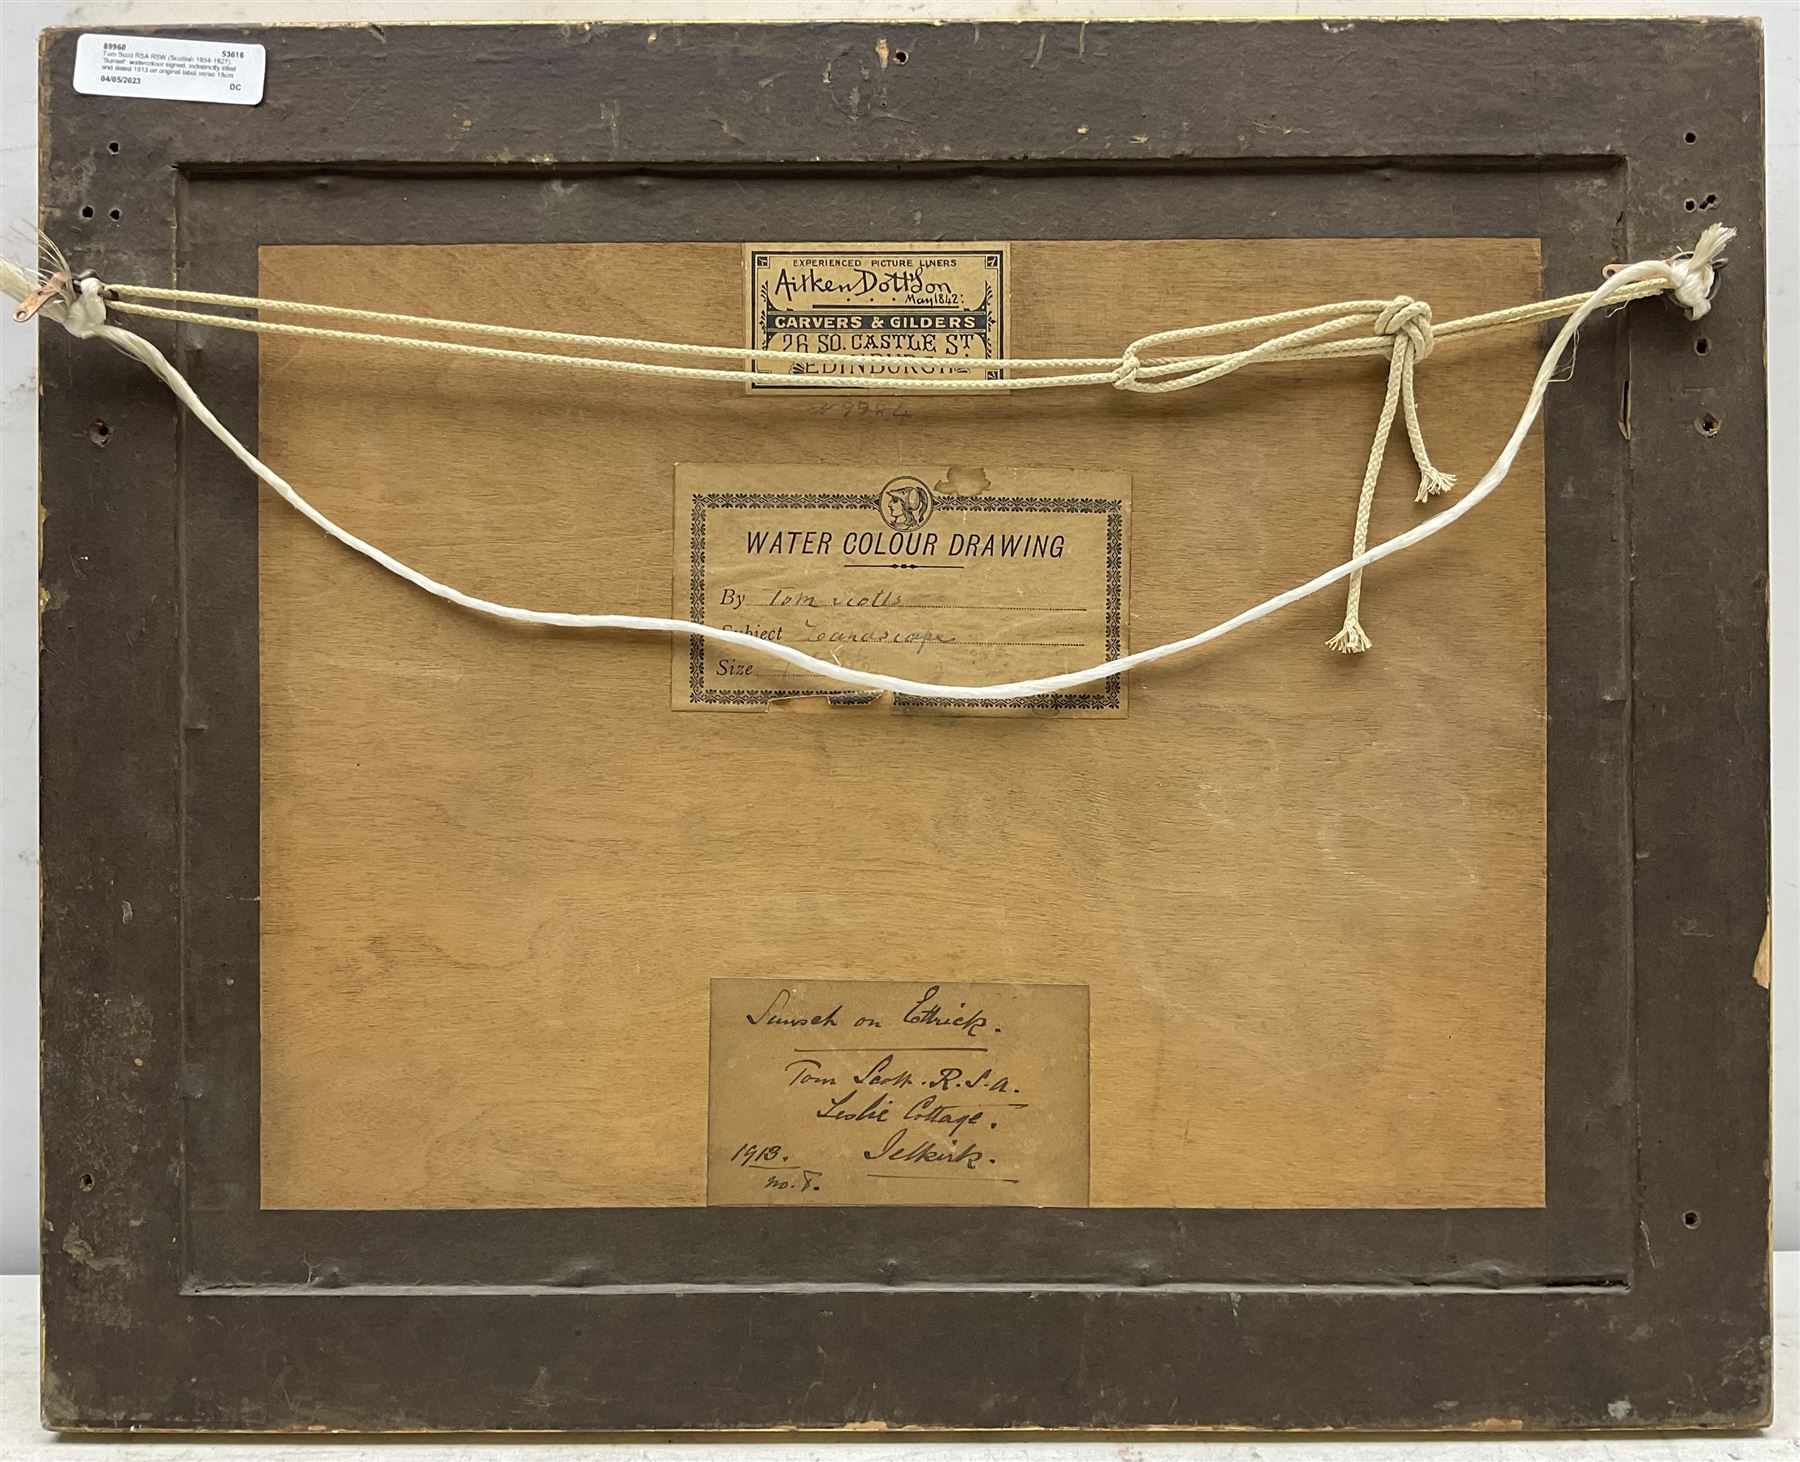 89960 53616
Tom Scott RSA RSW (Scottish 1854-1927):
'Sunset', watercolour signed, indistinctly titled
and dated 1913 on original label verso 18cm
04/05/2023 DC
EXPERIENCED PICTURE LINERS
Aitken Dott & Son
May 1842:
CARVERS & GILDERS
26 SO. CASTLE ST
EDINBURGH
9984
WATER COLOUR DRAWING
By Tom Scott
Subject Landscape
Size
Sunset on Ettrick.
Tom Scott. R.S.A.
Leslie Cottage.
1913. Selkirk.
no. 8.